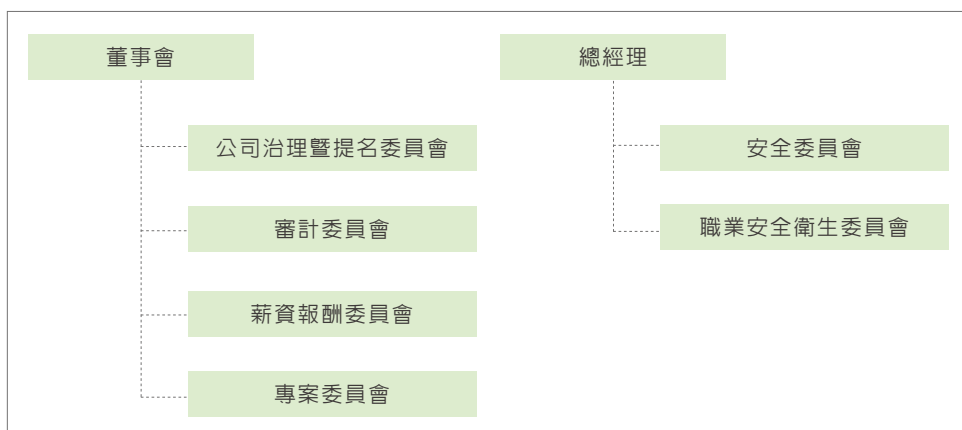 董事會
公司治理暨提名委員會
審計委員會
薪資報酬委員會
專案委員會
總經理
安全委員會
職業安全衛生委員會